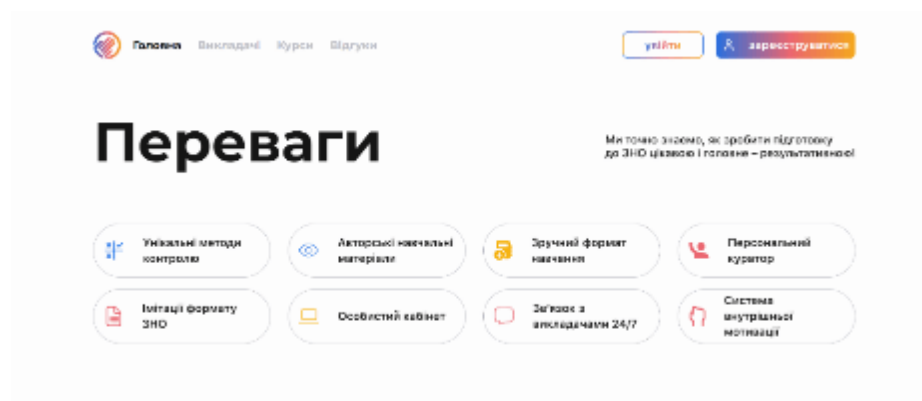 Головна Викладачі Курси Відгуки
увійти
зареєструватися
Переваги
Ми точно знаємо, як зробити підготовку
до ЗНО цікавою і головне – результативною!
Унікальні методи
контролю
Авторські навчальні
матеріали
Зручний формат
навчання
Персональний
куратор
Імітації формату
ЗНО
Особистий кабінет
Зв'язок з
викладачами 24/7
Система
внутрішньої
мотивації